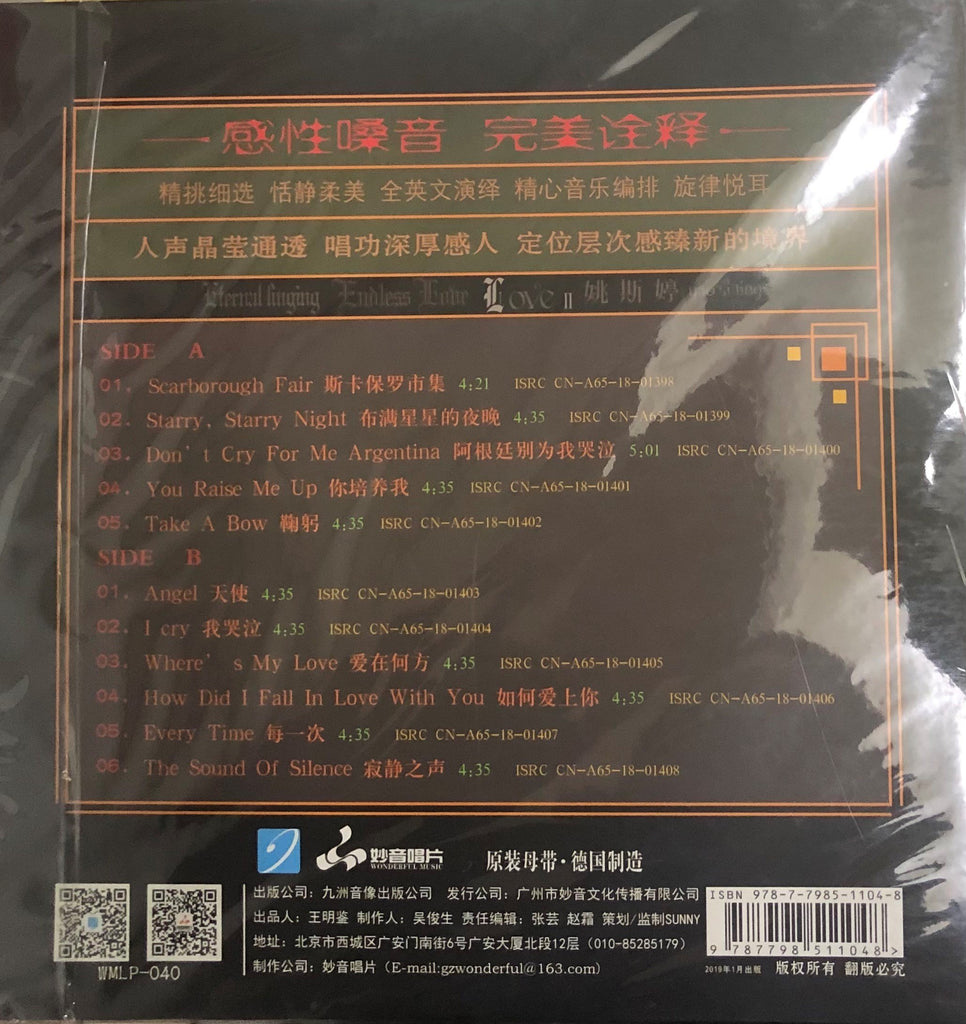 感性嗓音 完美诠释
精挑细选 恬静柔美 全英文演绎 精心音乐编排 旋律悦耳
人声晶莹通透 唱功深厚感人 定位层次感臻新的境界
Eternal singing Endless Love Love II 姚斯婷
SIDE A
01. Scarborough Fair 斯卡保罗市集 4:21 ISRC CN-A65-18-01398
02. Starry, Starry Night 布满星星的夜晚 4:35 ISRC CN-A65-18-01399
03. Don't Cry For Me Argentina 阿根廷别为我哭泣 5:01 ISRC CN-A65-18-01400
04. You Raise Me Up 你培养我 4:35 ISRC CN-A65-18-01401
05. Take A Bow 鞠躬 4:35 ISRC CN-A65-18-01402
SIDE B
01. Angel 天使 4:35 ISRC CN-A65-18-01403
02. I cry 我哭泣 4:35 ISRC CN-A65-18-01404
03. Where's My Love 爱在何方 4:35 ISRC CN-A65-18-01405
04. How Did I Fall In Love With You 如何爱上你 4:35 ISRC CN-A65-18-01406
05. Every Time 每一次 4:35 ISRC CN-A65-18-01407
06. The Sound Of Silence 寂静之声 4:35 ISRC CN-A65-18-01408
妙音唱片 WONDERFUL MUSIC 原装母带·德国制造
出版公司：九洲音像出版公司 发行公司：广州市妙音文化传播有限公司
出品人：王明鉴 制作人：吴俊生 责任编辑：张芸 赵霜 策划/监制SUNNY
地址：北京市西城区广安门南街6号广安大厦北段12层（010-85285179）
制作公司：妙音唱片（E-mail:gzwonderful@163.com）
WMLP-040
ISBN 978-7-7985-1104-8
9 787798 511048 >
2019年1月出版 版权所有 翻版必究